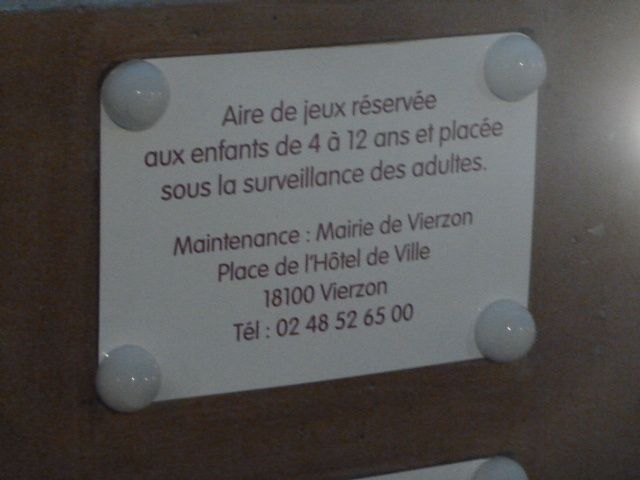 Aire de jeux réservée
aux enfants de 4 à 12 ans et placée
sous la surveillance des adultes.
Maintenance : Mairie de Vierzon
Place de l'Hôtel de Ville
18100 Vierzon
Tél : 02 48 52 65 00